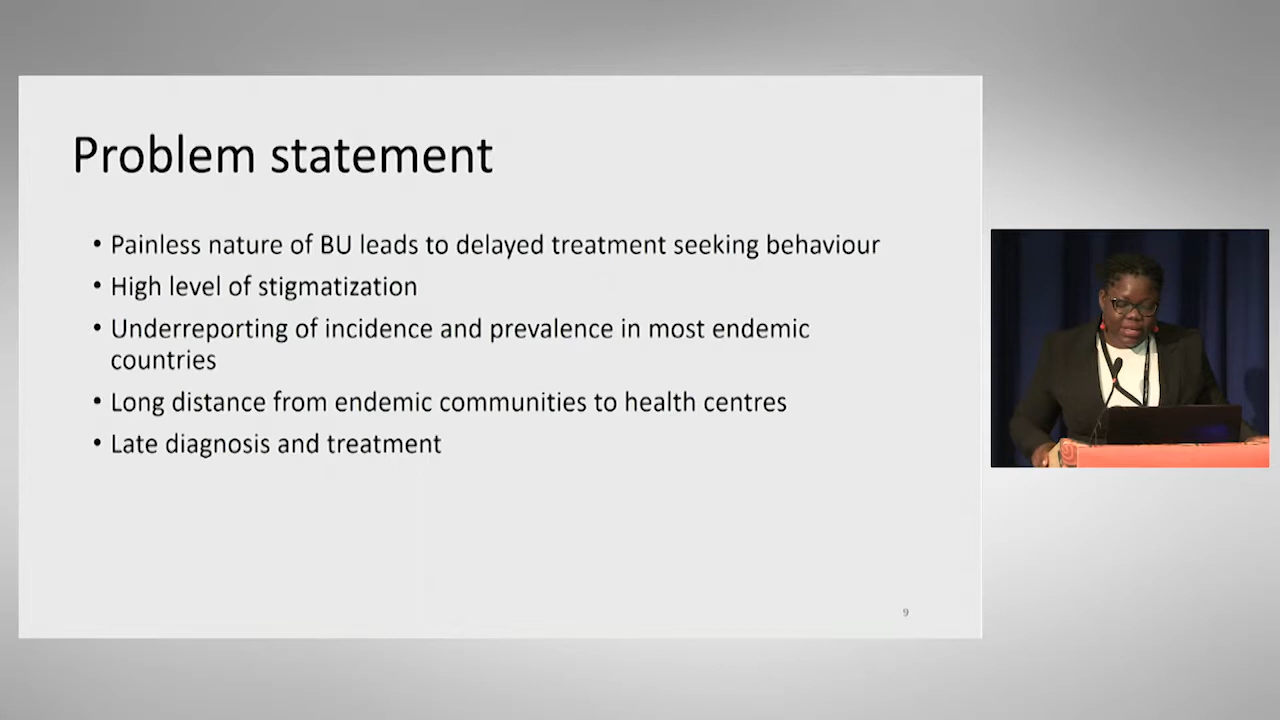 Problem statement
• Painless nature of BU leads to delayed treatment seeking behaviour
• High level of stigmatization
• Underreporting of incidence and prevalence in most endemic
countries
• Long distance from endemic communities to health centres
• Late diagnosis and treatment
9